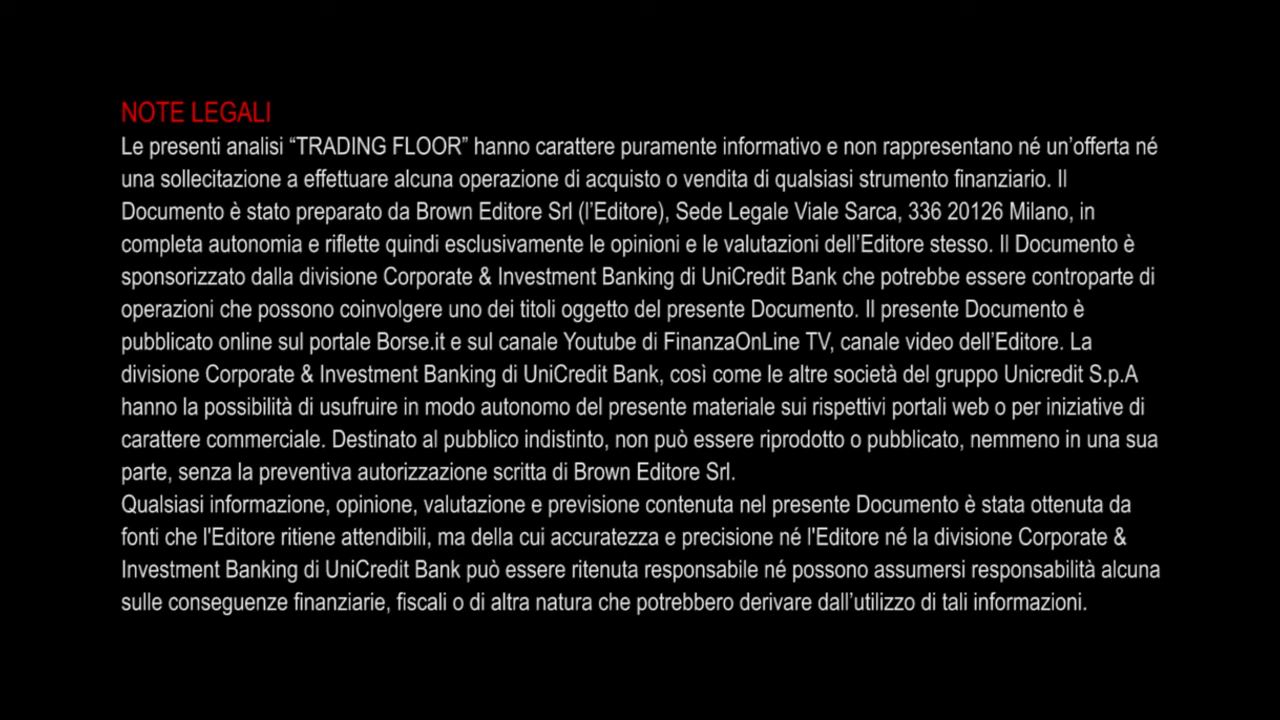 NOTE LEGALI
Le presenti analisi “TRADING FLOOR” hanno carattere puramente informativo e non rappresentano né un’offerta né
una sollecitazione a effettuare alcuna operazione di acquisto o vendita di qualsiasi strumento finanziario. Il
Documento è stato preparato da Brown Editore Srl (l’Editore), Sede Legale Viale Sarca, 336 20126 Milano, in
completa autonomia e riflette quindi esclusivamente le opinioni e le valutazioni dell’Editore stesso. Il Documento è
sponsorizzato dalla divisione Corporate & Investment Banking di UniCredit Bank che potrebbe essere controparte di
operazioni che possono coinvolgere uno dei titoli oggetto del presente Documento. Il presente Documento è
pubblicato online sul portale Borse.it e sul canale Youtube di FinanzaOnLine TV, canale video dell’Editore. La
divisione Corporate & Investment Banking di UniCredit Bank, così come le altre società del gruppo Unicredit S.p.A
hanno la possibilità di usufruire in modo autonomo del presente materiale sui rispettivi portali web o per iniziative di
carattere commerciale. Destinato al pubblico indistinto, non può essere riprodotto o pubblicato, nemmeno in una sua
parte, senza la preventiva autorizzazione scritta di Brown Editore Srl.
Qualsiasi informazione, opinione, valutazione e previsione contenuta nel presente Documento è stata ottenuta da
fonti che l'Editore ritiene attendibili, ma della cui accuratezza e precisione né l'Editore né la divisione Corporate &
Investment Banking di UniCredit Bank può essere ritenuta responsabile né possono assumersi responsabilità alcuna
sulle conseguenze finanziarie, fiscali o di altra natura che potrebbero derivare dall’utilizzo di tali informazioni.